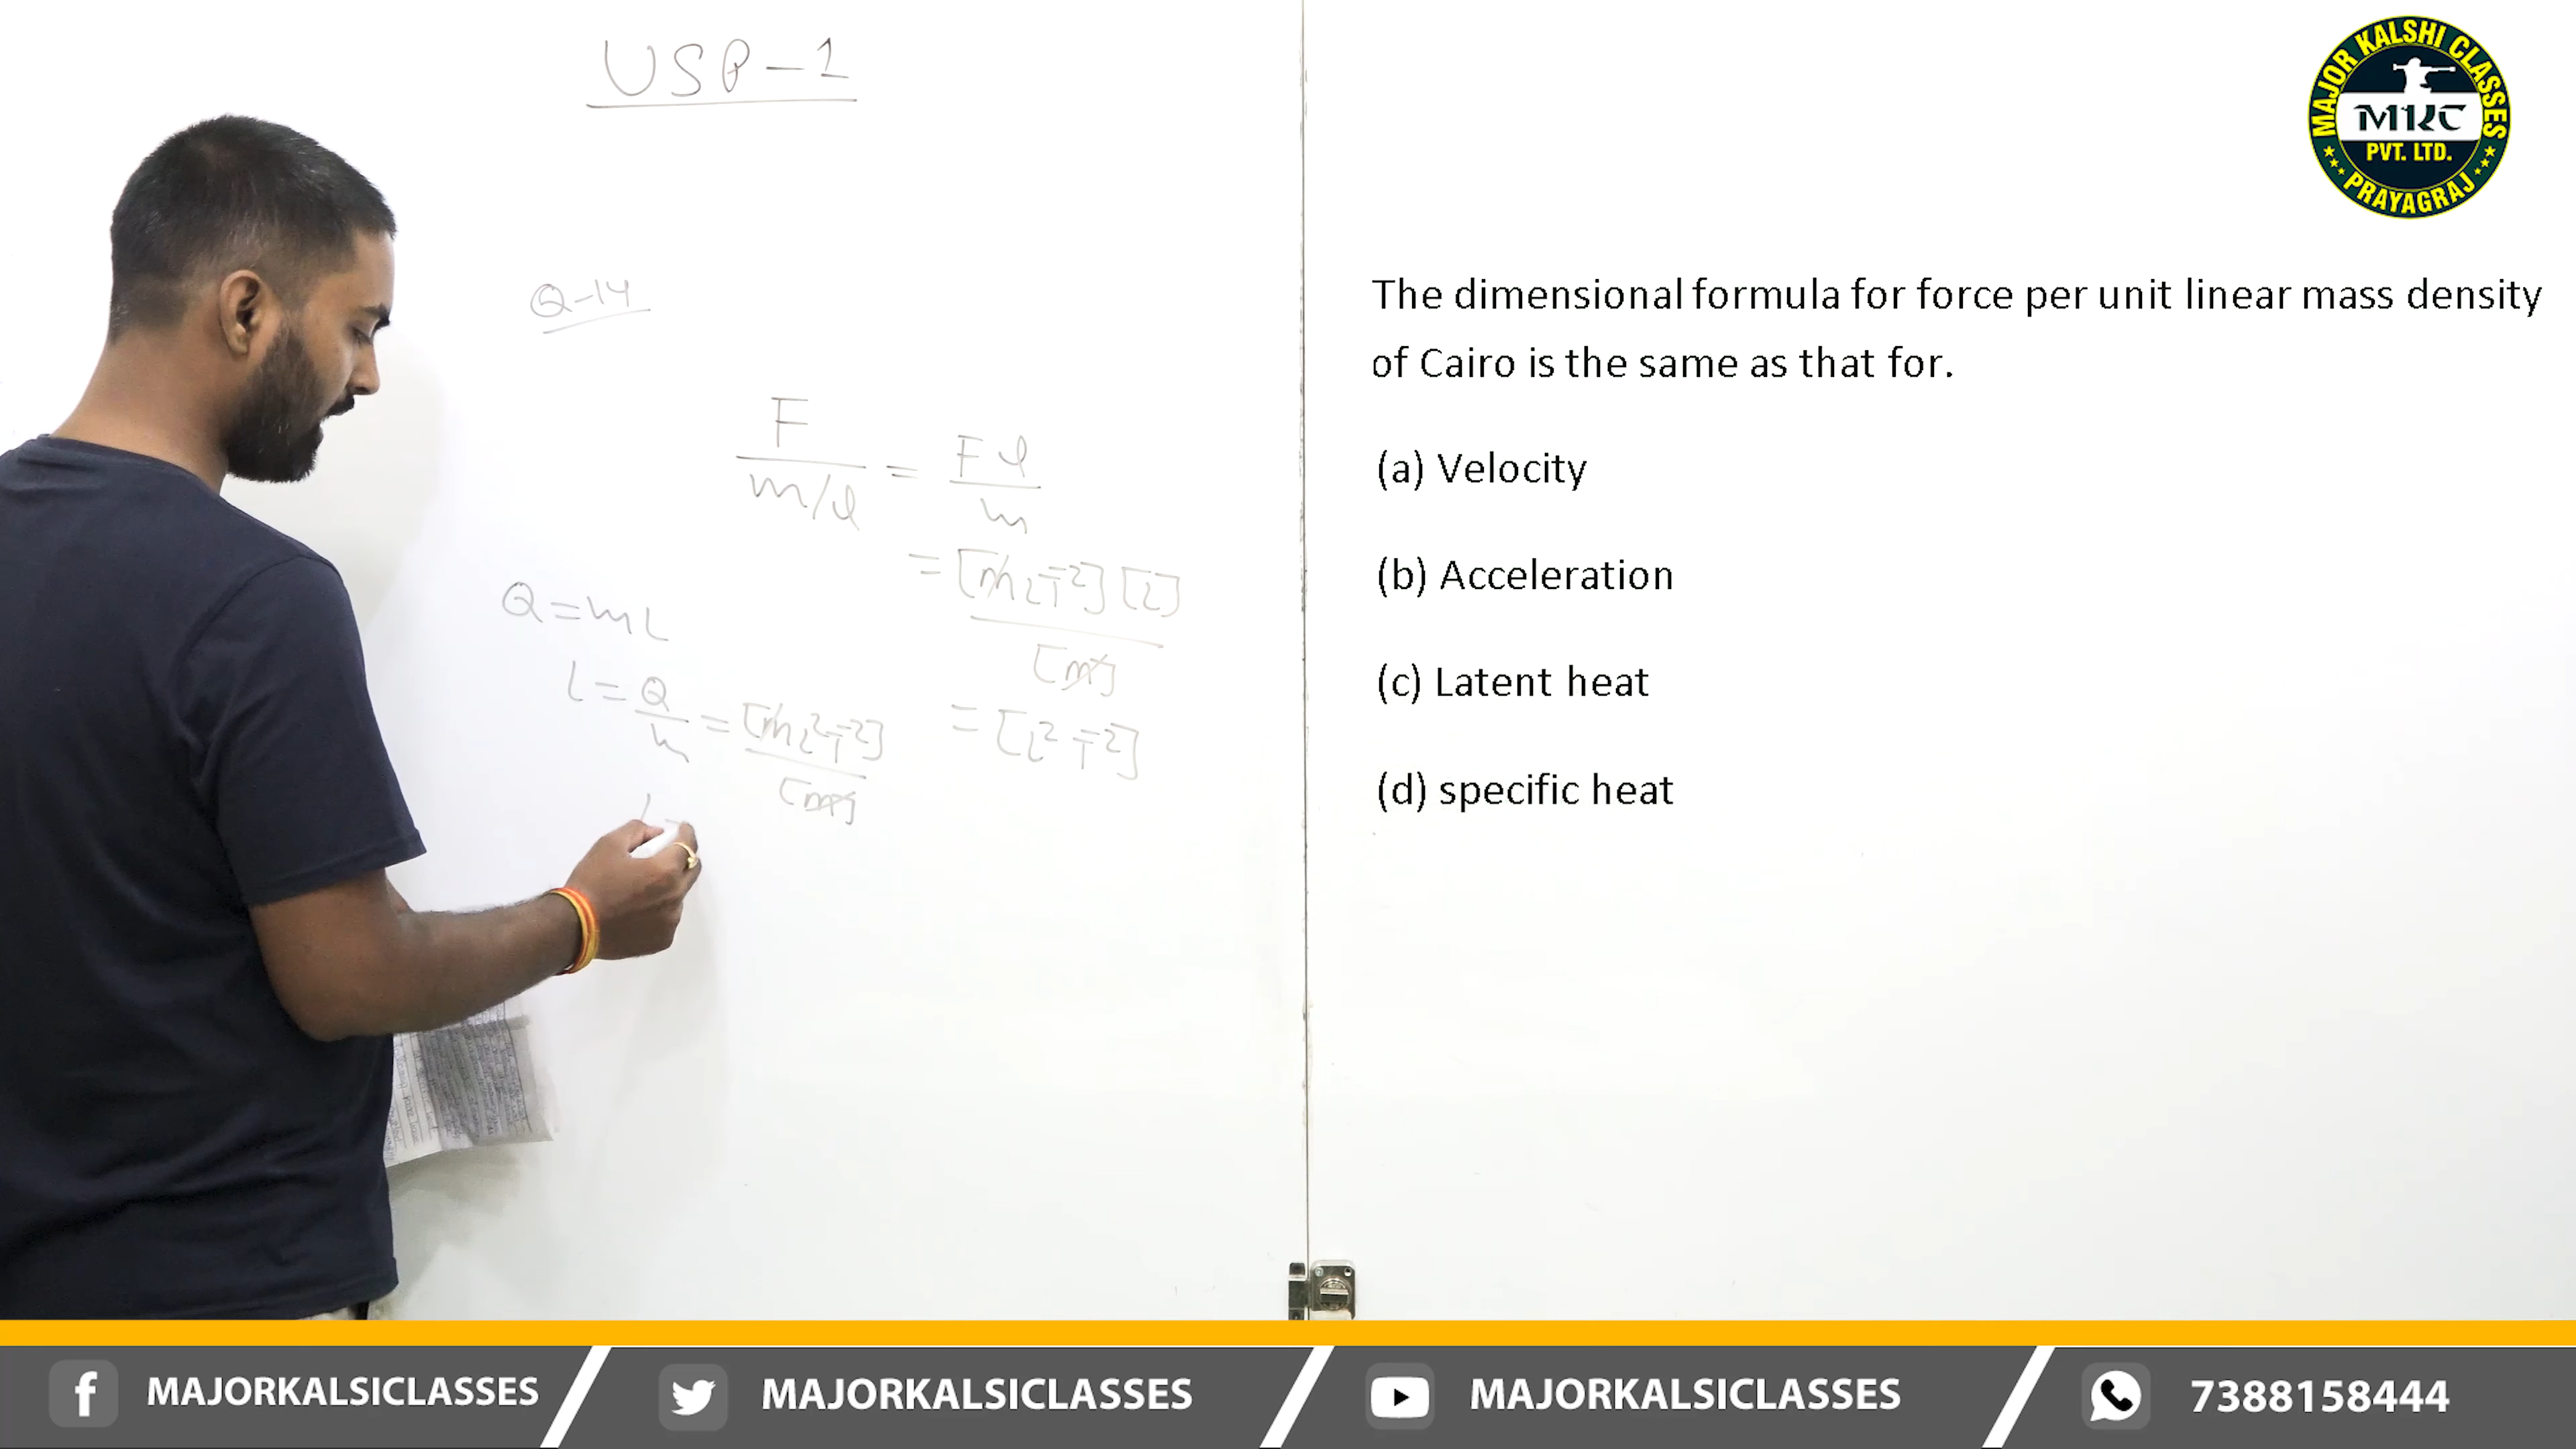 USP-1
Q-14
F
m/l
= Fl
m
= [MLT⁻²] [L]
[M]
= [L²T⁻²]
Q=mL
L = Q
m
= [ML²T⁻²]
[M]
MAJOR KALSHI CLASSES
MKC
PVT. LTD.
PRAYAGRAJ
The dimensional formula for force per unit linear mass density
of Cairo is the same as that for.
(a) Velocity
(b) Acceleration
(c) Latent heat
(d) specific heat
MAJORKALSICLASSES
MAJORKALSICLASSES
MAJORKALSICLASSES
7388158444